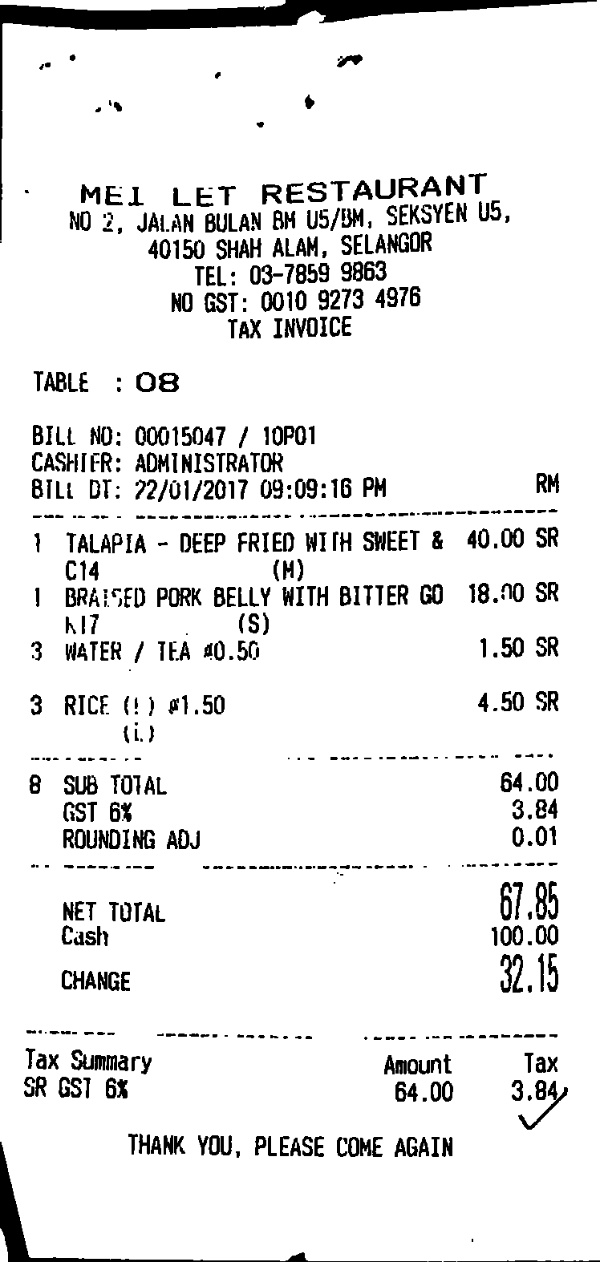 MEI LET RESTAURANT
NO 2, JALAN BULAN BM U5/BM, SEKSYEN U5,
40150 SHAH ALAM, SELANGOR
TEL: 03-7859 9863
NO GST: 0010 9273 4976
TAX INVOICE
TABLE : 08
BILL NO: 00015047 / 10P01
CASHIER: ADMINISTRATOR
BILL DT: 22/01/2017 09:09:16 PM RM
1 TALAPIA - DEEP FRIED WITH SWEET & 40.00 SR
C14 (M)
1 BRAISED PORK BELLY WITH BITTER GO 18.00 SR
(S)
3 WATER / TEA @0.50 1.50 SR
3 RICE @1.50 4.50 SR
8 SUB TOTAL 64.00
GST 6% 3.84
ROUNDING ADJ 0.01
NET TOTAL 67.85
Cash 100.00
CHANGE 32.15
Tax Summary Amount Tax
SR GST 6% 64.00 3.84
THANK YOU, PLEASE COME AGAIN